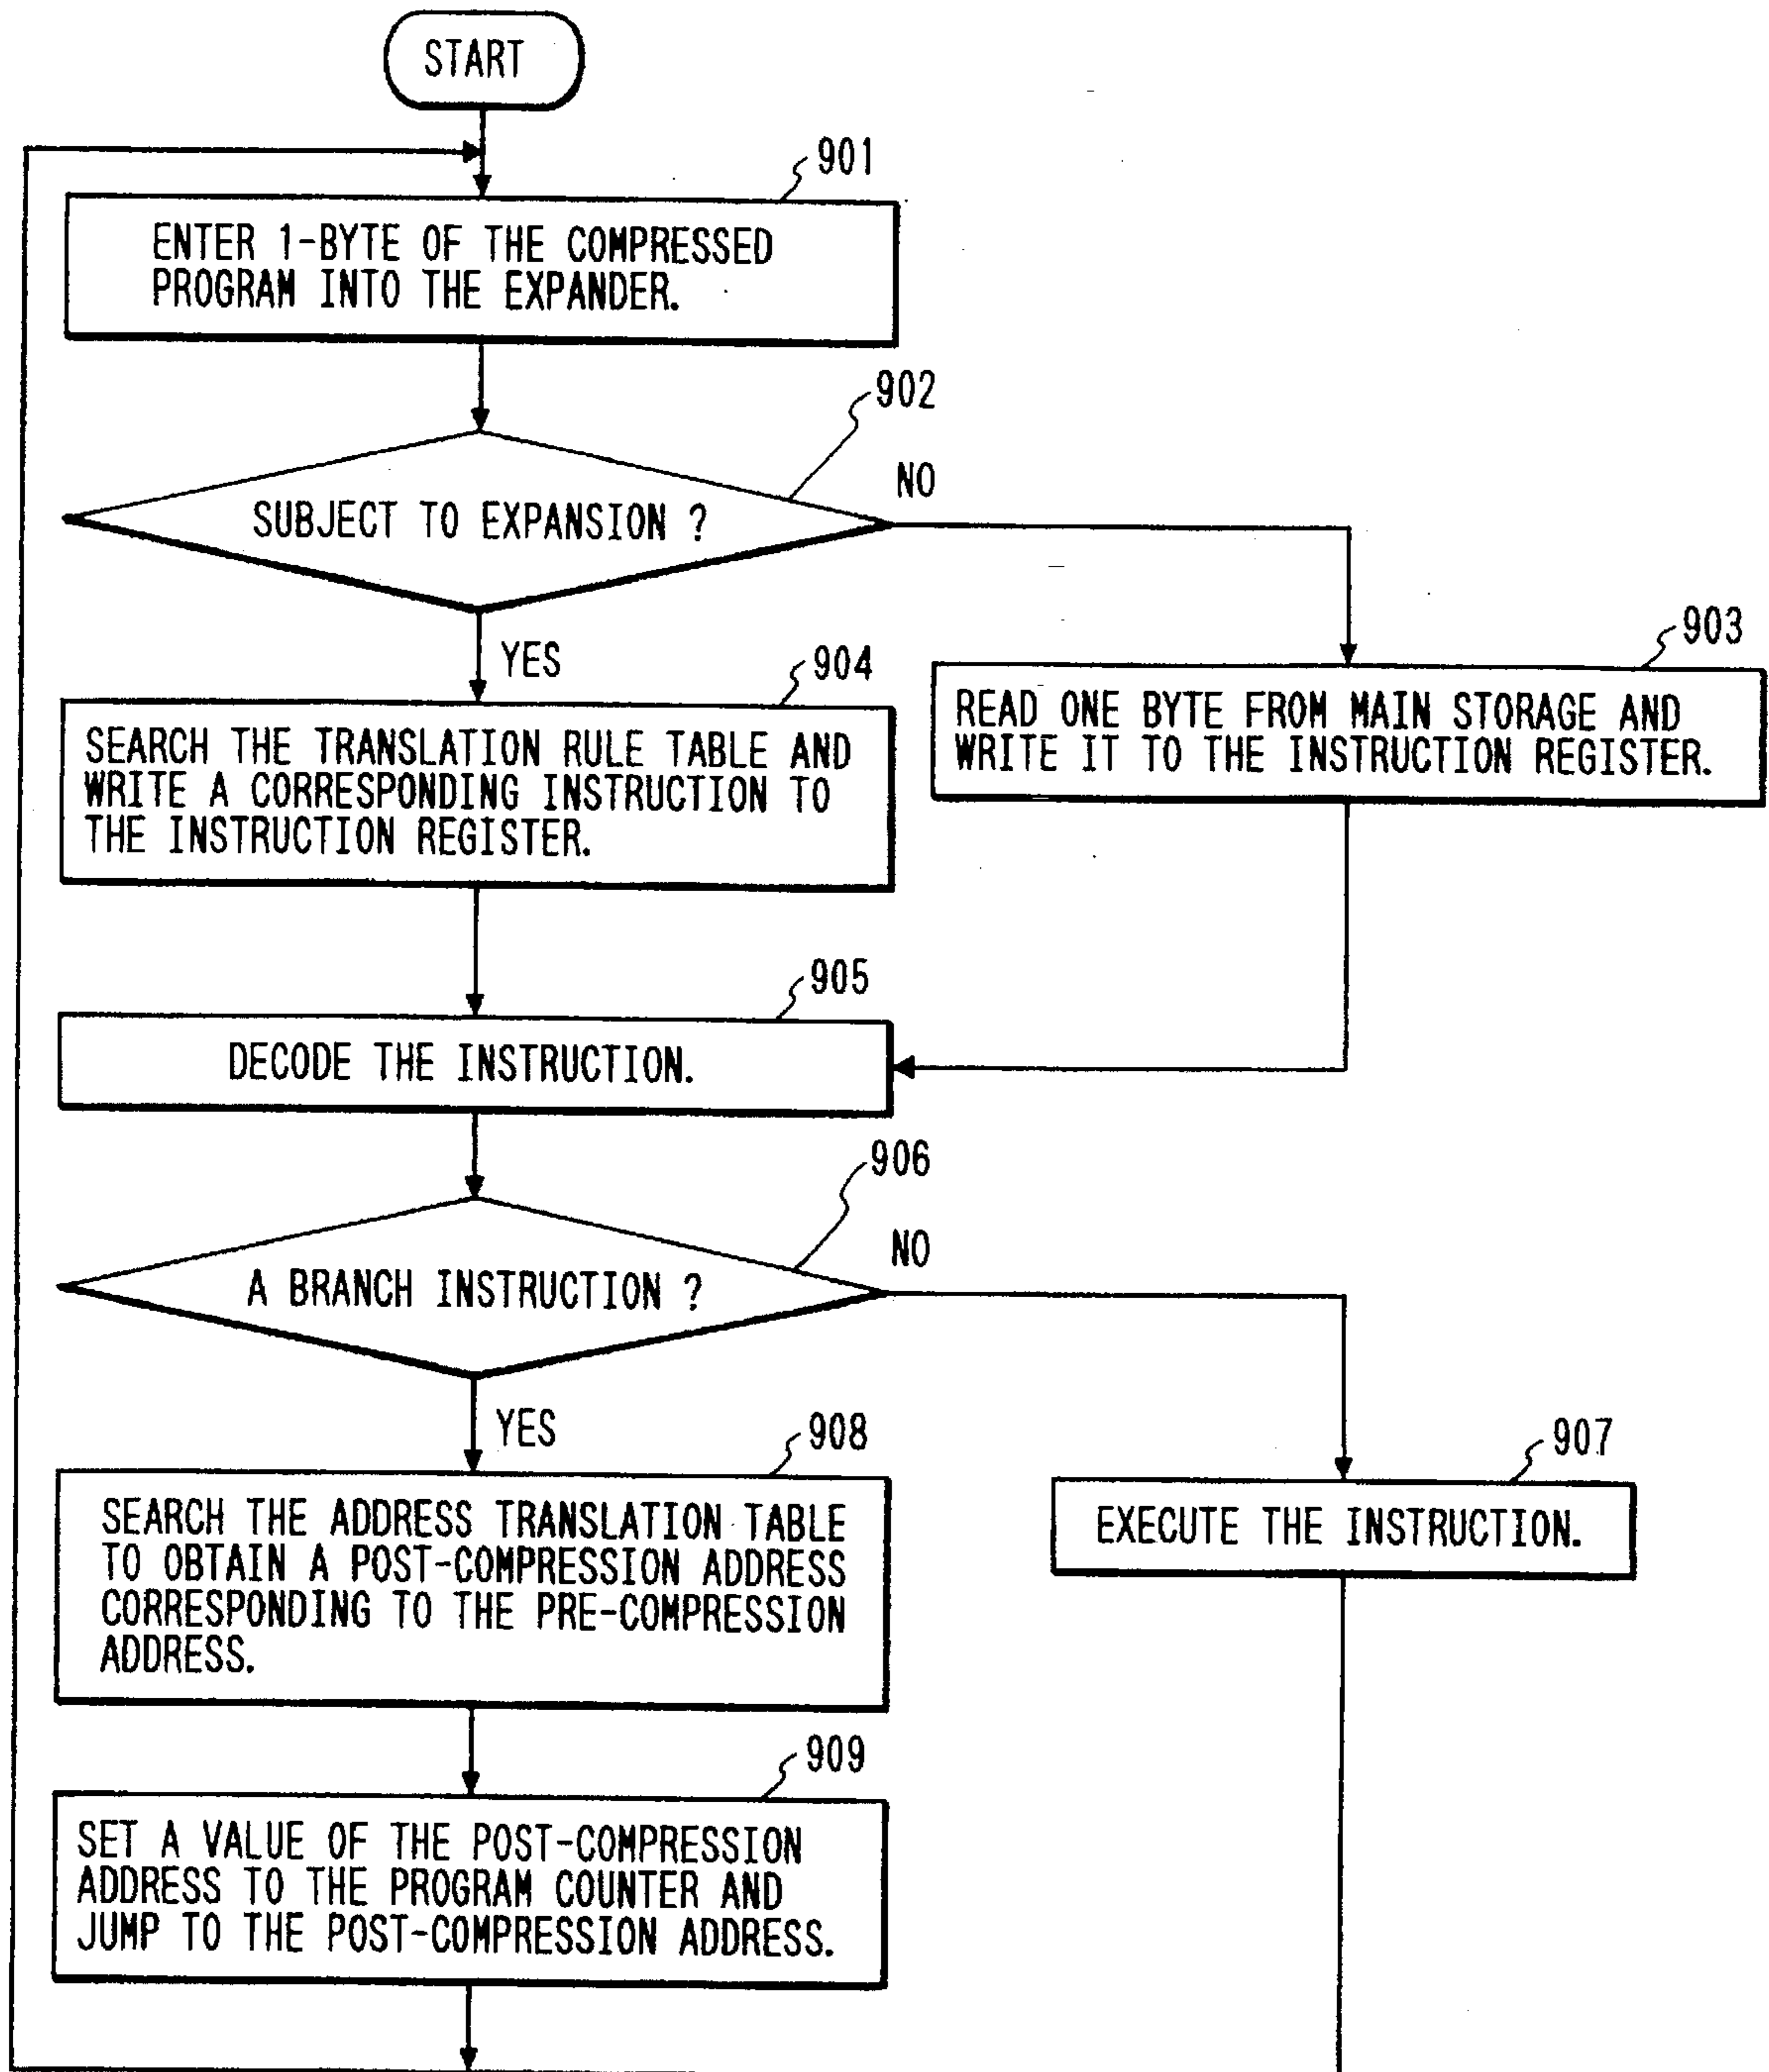 START
901
ENTER 1-BYTE OF THE COMPRESSED
PROGRAM INTO THE EXPANDER.
902
SUBJECT TO EXPANSION ?
NO
YES
903
READ ONE BYTE FROM MAIN STORAGE AND
WRITE IT TO THE INSTRUCTION REGISTER.
904
SEARCH THE TRANSLATION RULE TABLE AND
WRITE A CORRESPONDING INSTRUCTION TO
THE INSTRUCTION REGISTER.
905
DECODE THE INSTRUCTION.
906
A BRANCH INSTRUCTION ?
NO
YES
907
EXECUTE THE INSTRUCTION.
908
SEARCH THE ADDRESS TRANSLATION TABLE
TO OBTAIN A POST-COMPRESSION ADDRESS
CORRESPONDING TO THE PRE-COMPRESSION
ADDRESS.
909
SET A VALUE OF THE POST-COMPRESSION
ADDRESS TO THE PROGRAM COUNTER AND
JUMP TO THE POST-COMPRESSION ADDRESS.